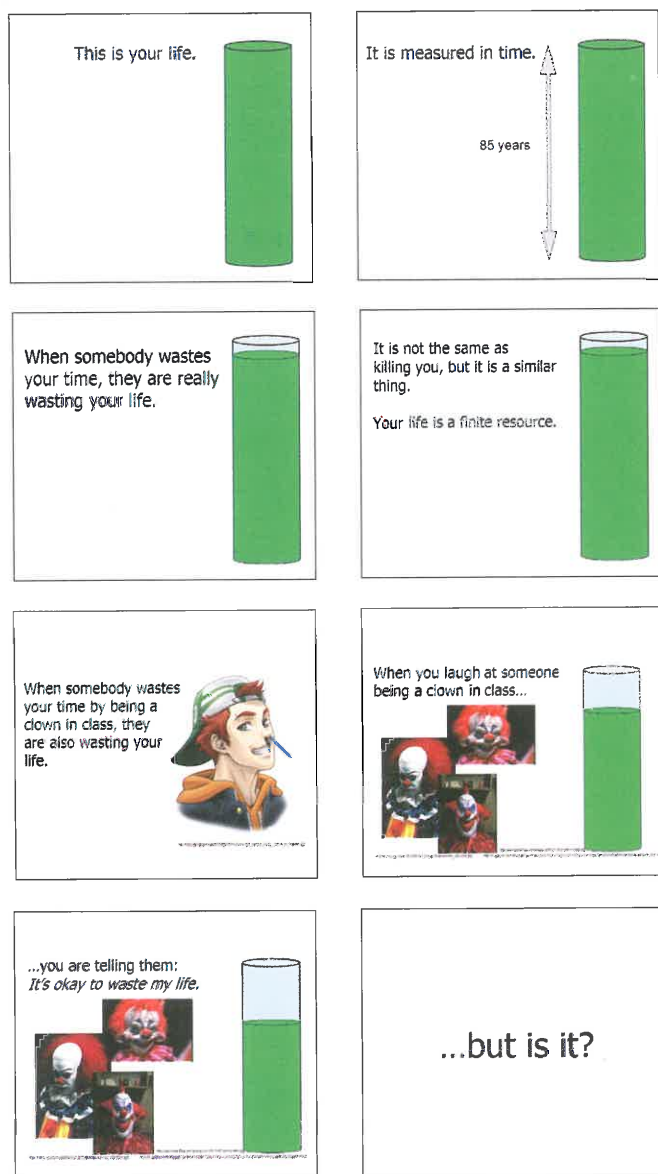 This is your life.
It is measured in time.
85 years
When somebody wastes
your time, they are really
wasting your life.
It is not the same as
killing you, but it is a similar
thing.
Your life is a finite resource.
When somebody wastes
your time by being a
clown in class, they
are also wasting your
life.
When you laugh at someone
being a clown in class...
...you are telling them:
It's okay to waste my life.
...but is it?